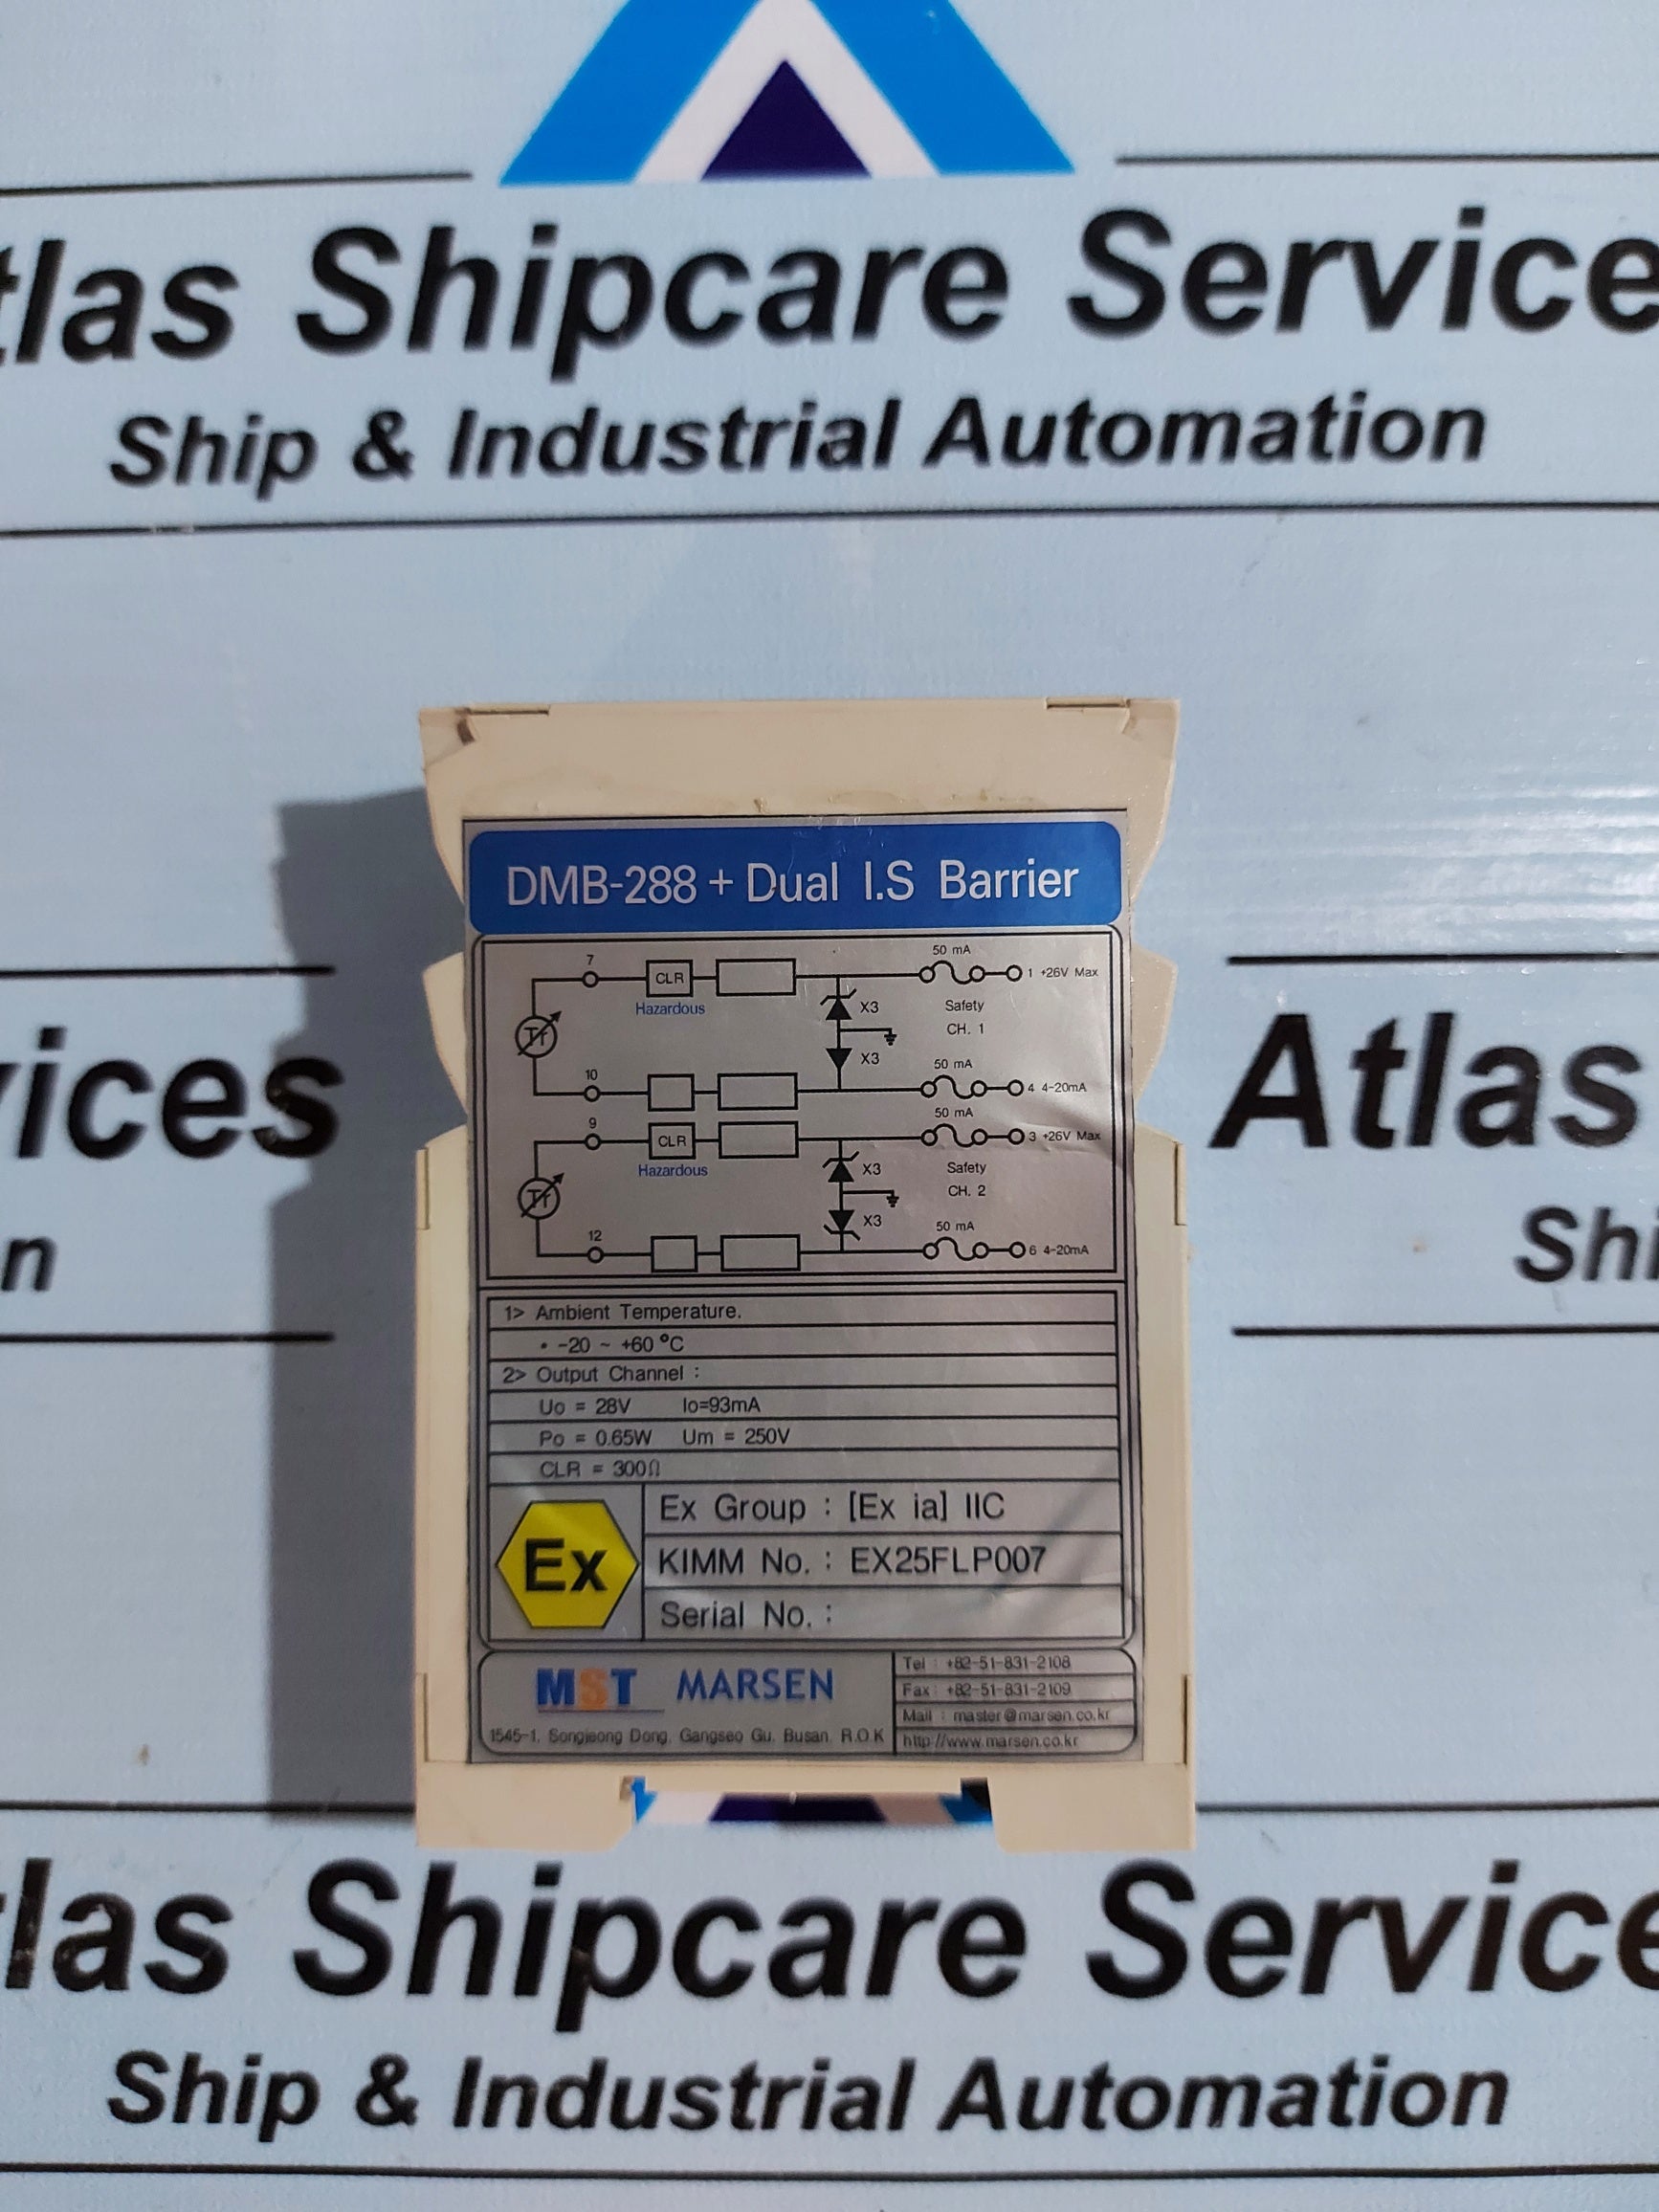 tlas Shipcare Service
Ship & Industrial Automation
DMB-288 + Dual I.S Barrier
7
CLR
Hazardous
50 mA
1 +26V Max
Tr
X3
Safety
CH. 1
X3
10
50 mA
4 4-20mA
9
CLR
Hazardous
50 mA
3 +26V Max
Tr
X3
Safety
CH. 2
X3
12
50 mA
6 4-20mA
vices
Atlas
n
Shi
1> Ambient Temperature.
• -20 ~ +60 °C
2> Output Channel :
Uo = 28V Io=93mA
Po = 0.65W Um = 250V
CLR = 300Ω
Ex
Ex Group : [Ex ia] IIC
KIMM No. : EX25FLP007
Serial No. :
MST MARSEN
1545-1, Songjeong Dong, Gangseo Gu, Busan, R.O.K
Tel : +82-51-831-2108
Fax : +82-51-831-2109
Mail : master@marsen.co.kr
http://www.marsen.co.kr
las Shipcare Service
Ship & Industrial Automation